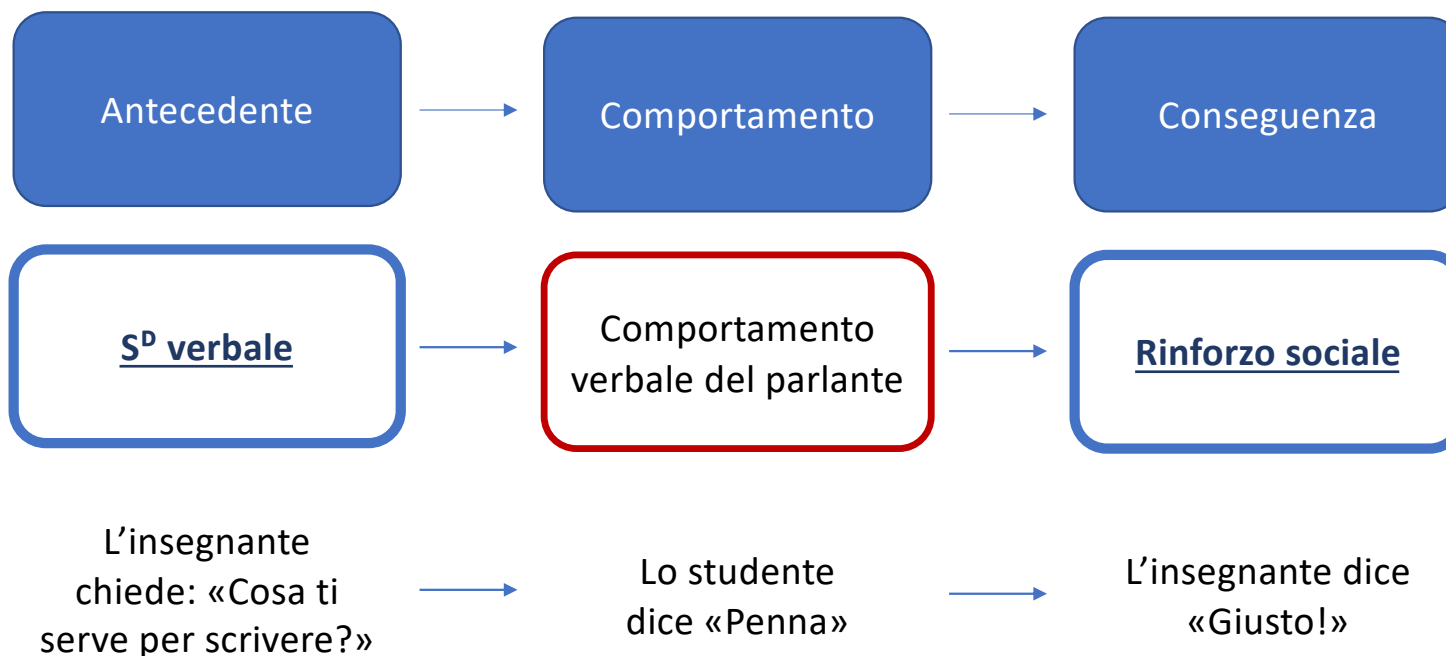 Antecedente
Comportamento
Conseguenza
Sᴰ verbale
Comportamento
verbale del parlante
Rinforzo sociale
L’insegnante
chiede: «Cosa ti
serve per scrivere?»
Lo studente
dice «Penna»
L’insegnante dice
«Giusto!»